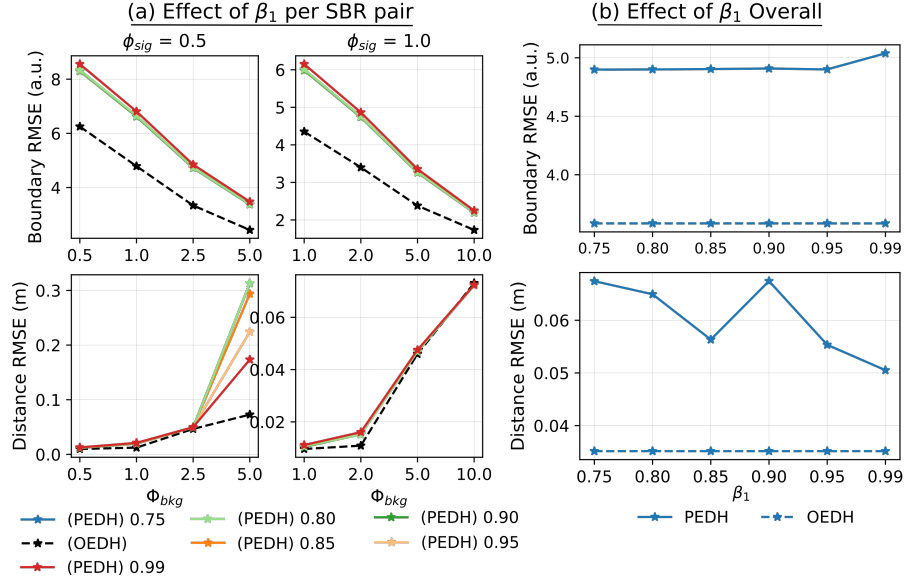 (a) Effect of β₁ per SBR pair
(b) Effect of β₁ Overall
ϕ_sig = 0.5
ϕ_sig = 1.0
Boundary RMSE (a.u.)
8
6
4
0.5 1.0 2.5 5.0
6
5
4
3
2
1.0 2.0 5.0 10.0
Boundary RMSE (a.u.)
5.0
4.5
4.0
0.75 0.80 0.85 0.90 0.95 0.99
Distance RMSE (m)
0.3
0.2
0.1
0.0
0.5 1.0 2.5 5.0
Φ_bkg
0.06
0.04
0.02
1.0 2.0 5.0 10.0
Φ_bkg
Distance RMSE (m)
0.06
0.05
0.04
0.75 0.80 0.85 0.90 0.95 0.99
β₁
(PEDH) 0.75
(OEDH)
(PEDH) 0.99
(PEDH) 0.80
(PEDH) 0.85
(PEDH) 0.90
(PEDH) 0.95
PEDH
OEDH